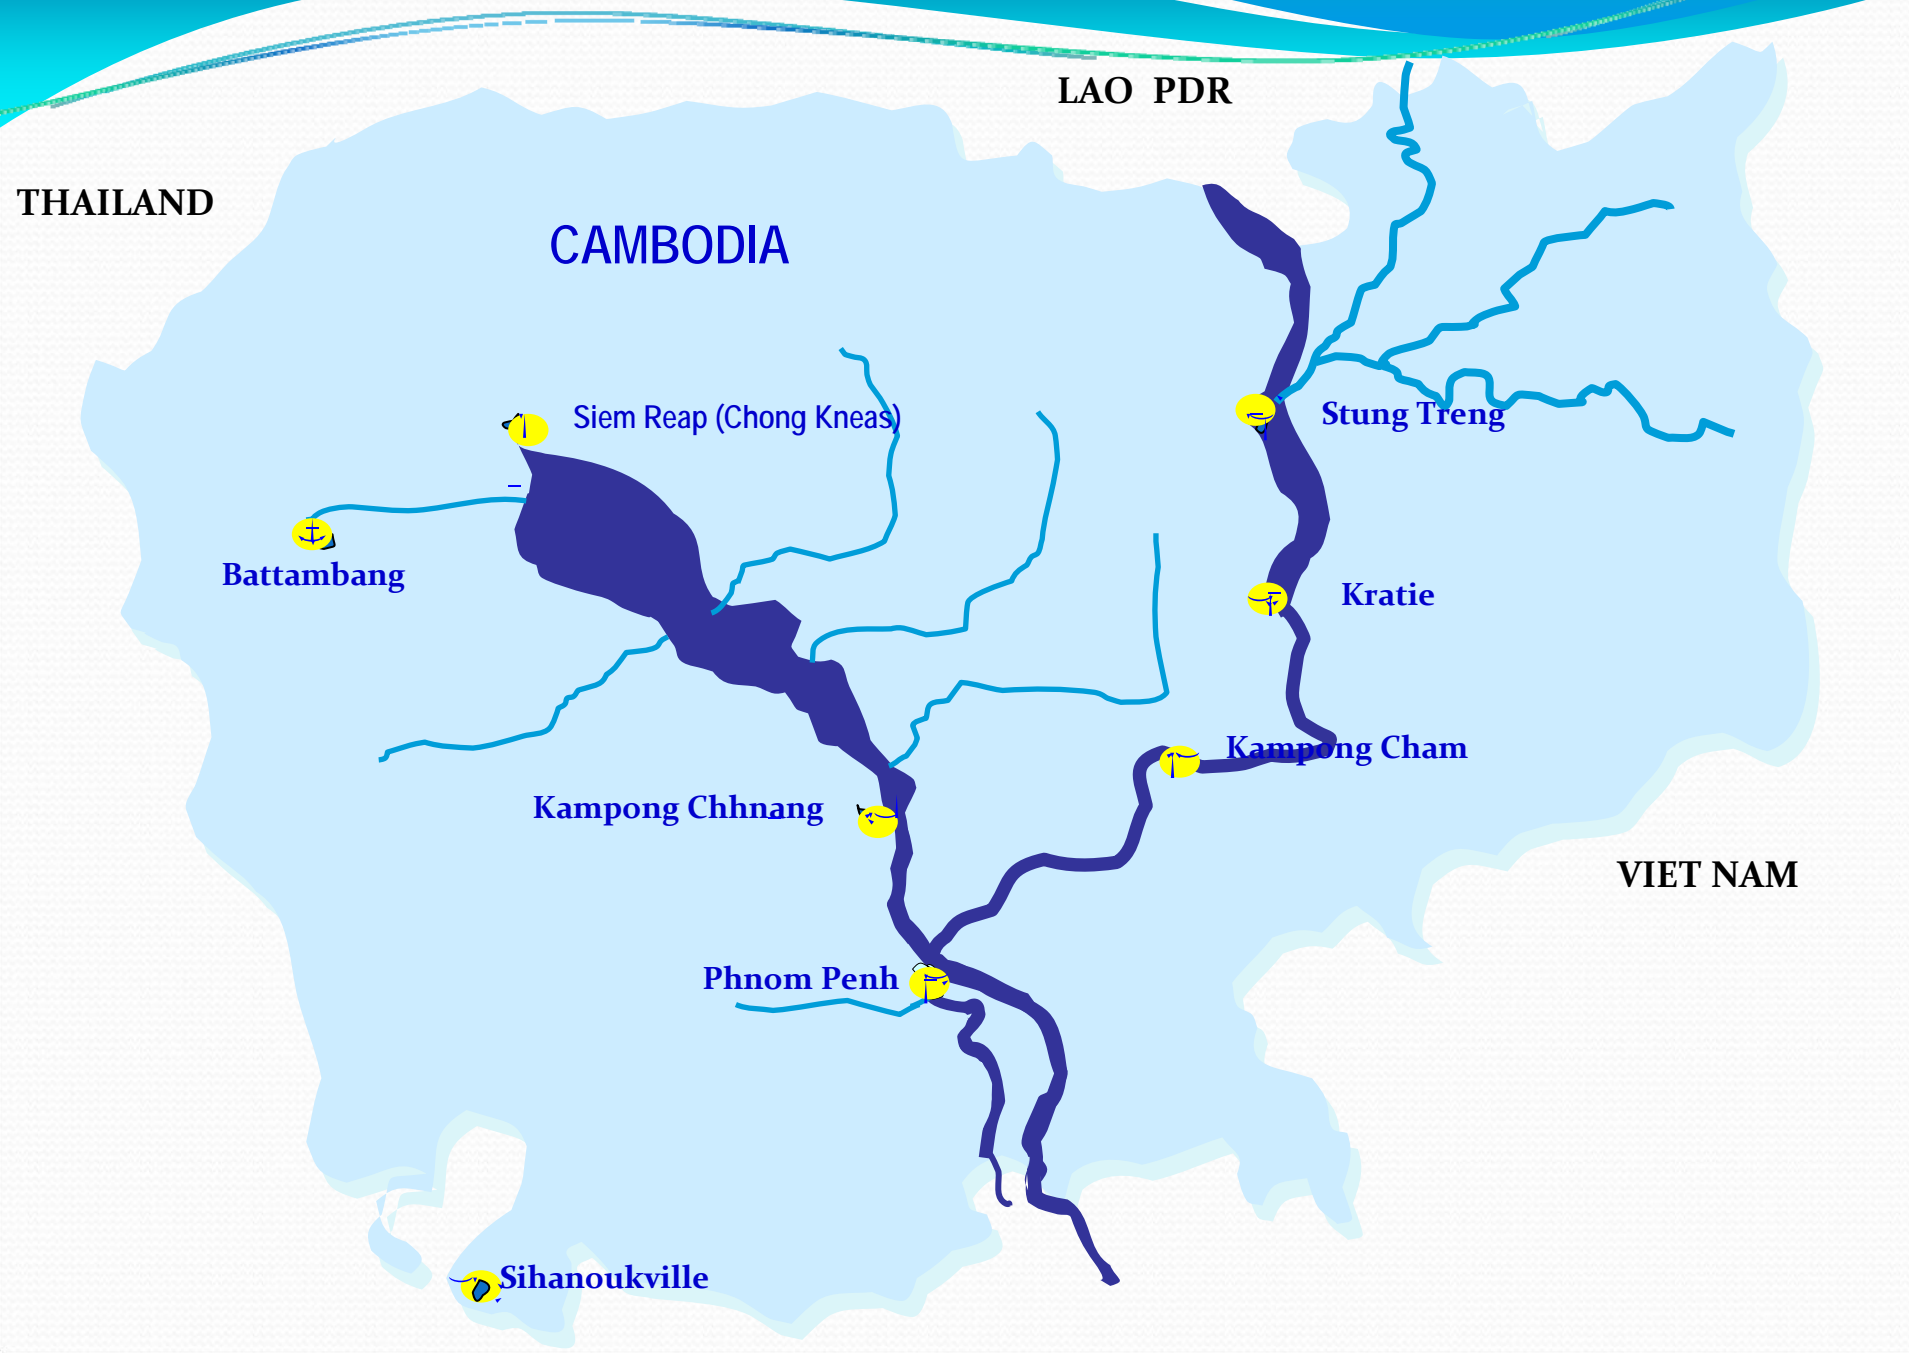 LAO PDR
THAILAND
CAMBODIA
Siem Reap (Chong Kneas)
Stung Treng
Battambang
Kratie
Kampong Cham
Kampong Chhnang
VIET NAM
Phnom Penh
Sihanoukville